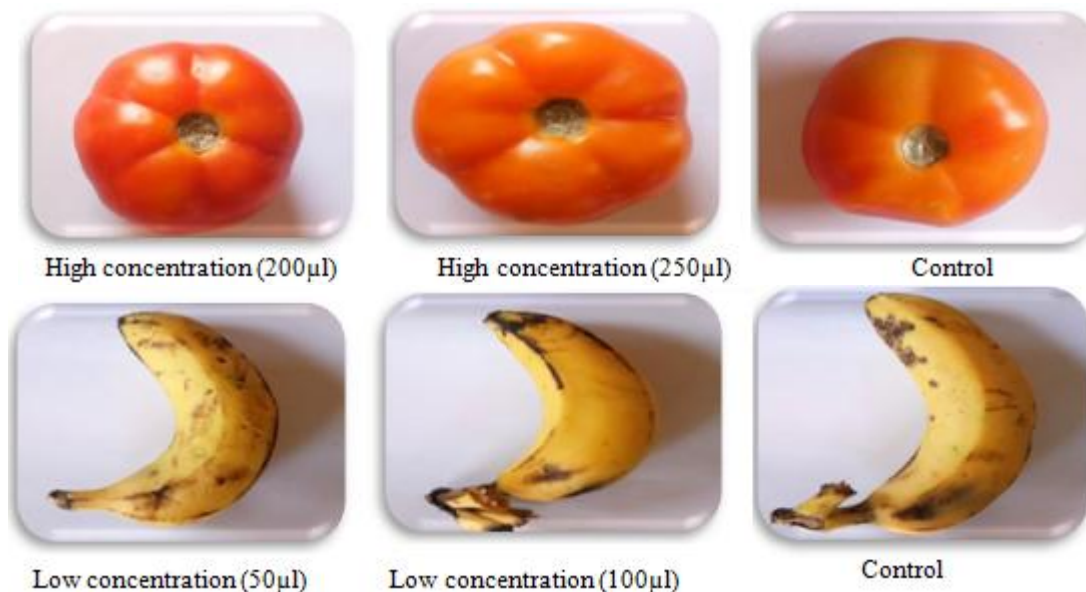 High concentration (200µl)
High concentration (250µl)
Control
Low concentration (50µl)
Low concentration (100µl)
Control